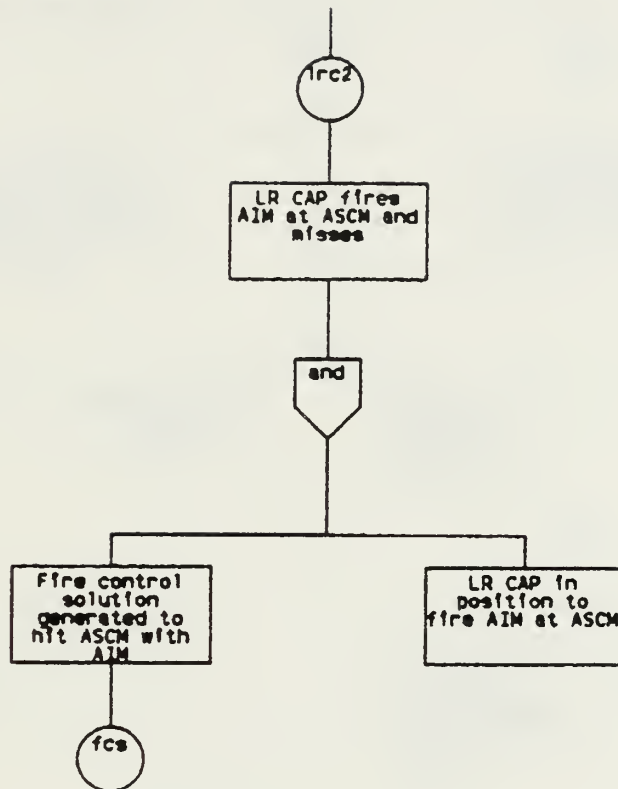 lrc2
LR CAP fires
AIM at ASCM and
misses
and
Fire control
solution
generated to
hit ASCM with
AIM
LR CAP in
position to
fire AIM at ASCM
fcs